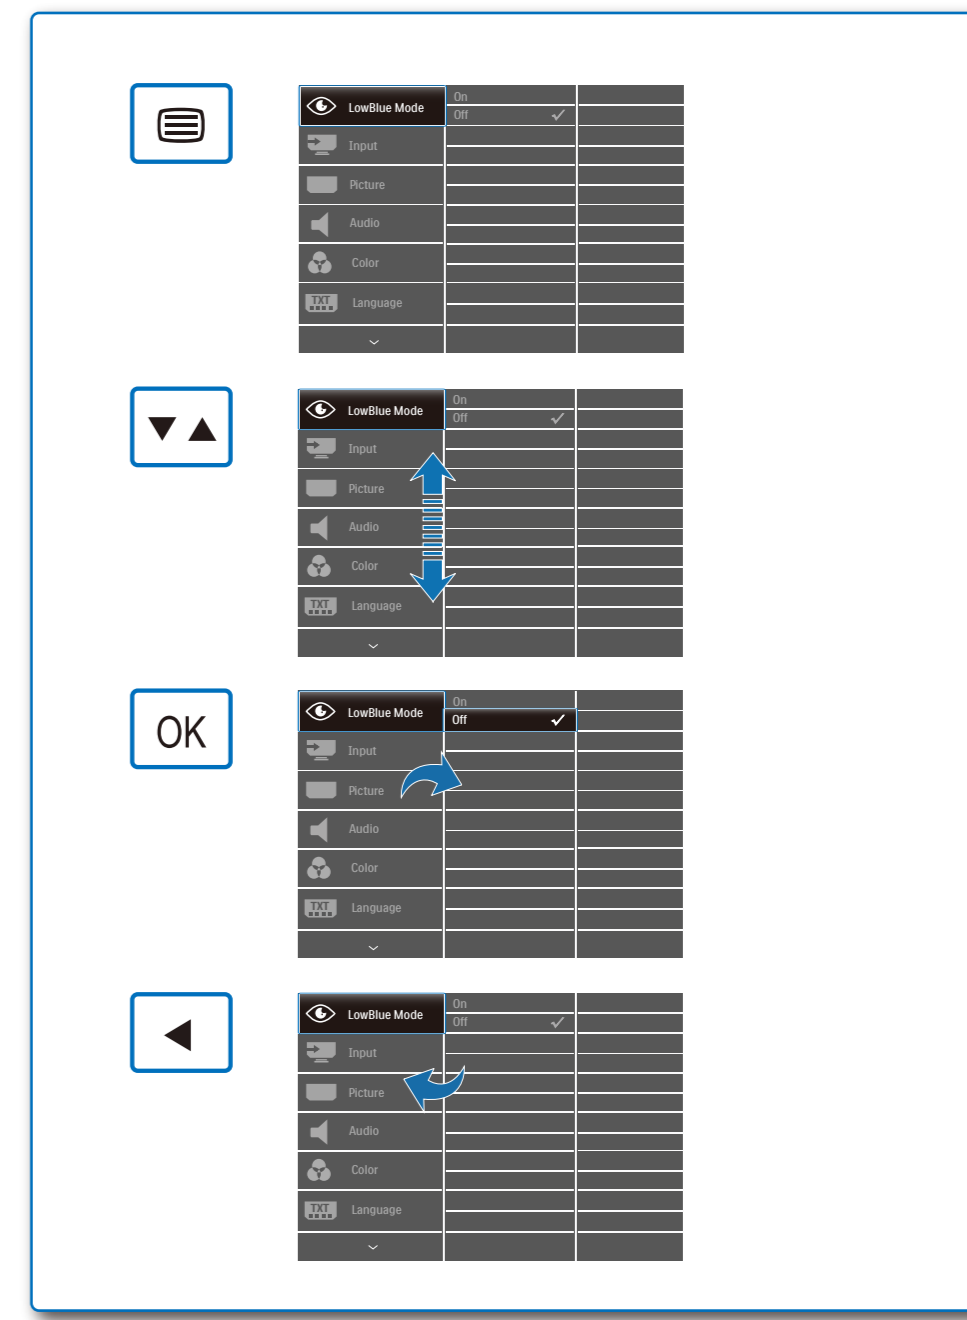 LowBlue Mode
On
Off
Input
Picture
Audio
Color
TXT Language
LowBlue Mode
On
Off
Input
Picture
Audio
Color
TXT Language
OK
LowBlue Mode
On
Off
Input
Picture
Audio
Color
TXT Language
LowBlue Mode
On
Off
Input
Picture
Audio
Color
TXT Language